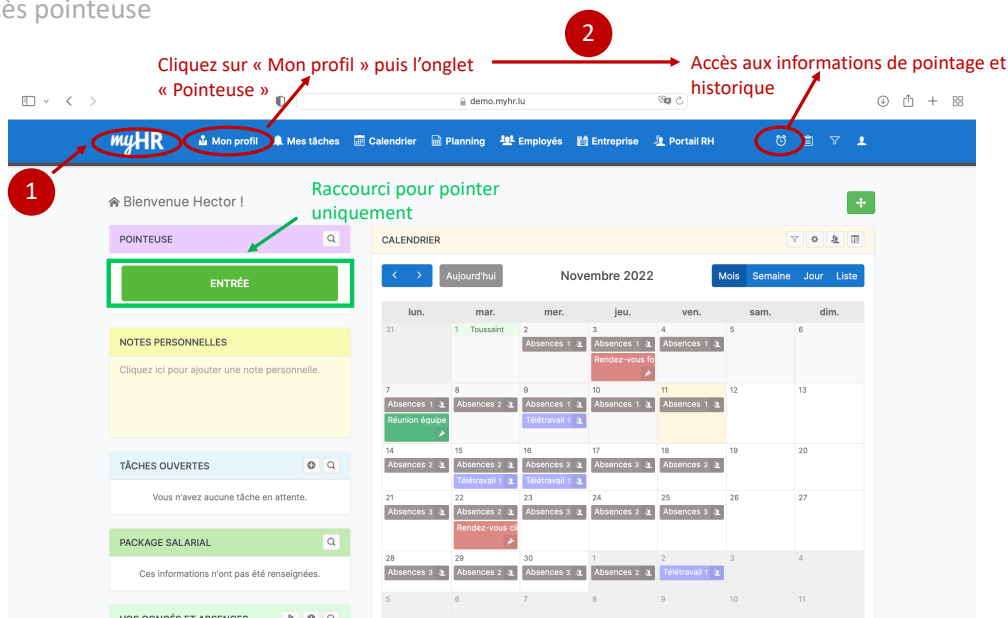 ès pointeuse
2
Cliquez sur « Mon profil » puis l'onglet
« Pointeuse »
Accès aux informations de pointage et
historique
demo.myhr.lu
myHR
Mon profil
Mes tâches
Calendrier
Planning
Employés
Entreprise
Portail RH
1
Bienvenue Hector !
Raccourci pour pointer
uniquement
POINTEUSE
ENTRÉE
NOTES PERSONNELLES
Cliquez ici pour ajouter une note personnelle.
TÂCHES OUVERTES
Vous n'avez aucune tâche en attente.
PACKAGE SALARIAL
Ces informations n'ont pas été renseignées.
VOS CONGÉS ET ABSENCES
CALENDRIER
Aujourd'hui
Novembre 2022
Mois Semaine Jour Liste
lun. mar. mer. jeu. ven. sam. dim.
31 1 Toussaint 2 3 4 5 6
Absences 1 Absences 1 Absences 1
Rendez-vous fo
7 8 9 10 11 12 13
Absences 1 Absences 2 Absences 1 Absences 1 Absences 1
Réunion équipe Télétravail 1
14 15 16 17 18 19 20
Absences 2 Absences 2 Absences 3 Absences 3 Absences 2
Télétravail 1 Télétravail 1
21 22 23 24 25 26 27
Absences 3 Absences 2 Absences 3 Absences 2 Absences 3
Rendez-vous cli
28 29 30 1 2 3 4
Absences 3 Absences 2 Absences 3 Absences 2 Télétravail 1
5 6 7 8 9 10 11